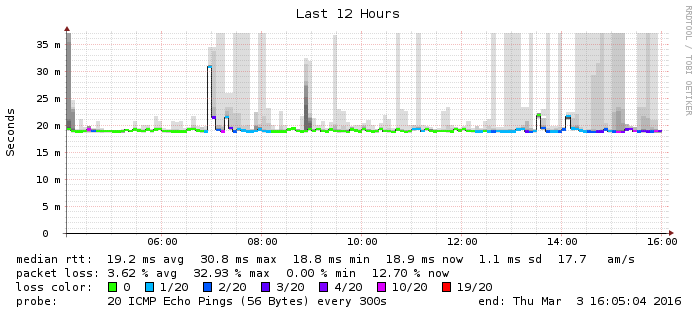 Last 12 Hours
RRDTOOL / TOBI OETIKER
Seconds
35 m
30 m
25 m
20 m
15 m
10 m
5 m
0
06:00 08:00 10:00 12:00 14:00 16:00
median rtt: 19.2 ms avg 30.8 ms max 18.8 ms min 18.9 ms now 1.1 ms sd 17.7 am/s
packet loss: 3.62 % avg 32.93 % max 0.00 % min 12.70 % now
loss color: 0 1/20 2/20 3/20 4/20 10/20 19/20
probe: 20 ICMP Echo Pings (56 Bytes) every 300s end: Thu Mar 3 16:05:04 2016